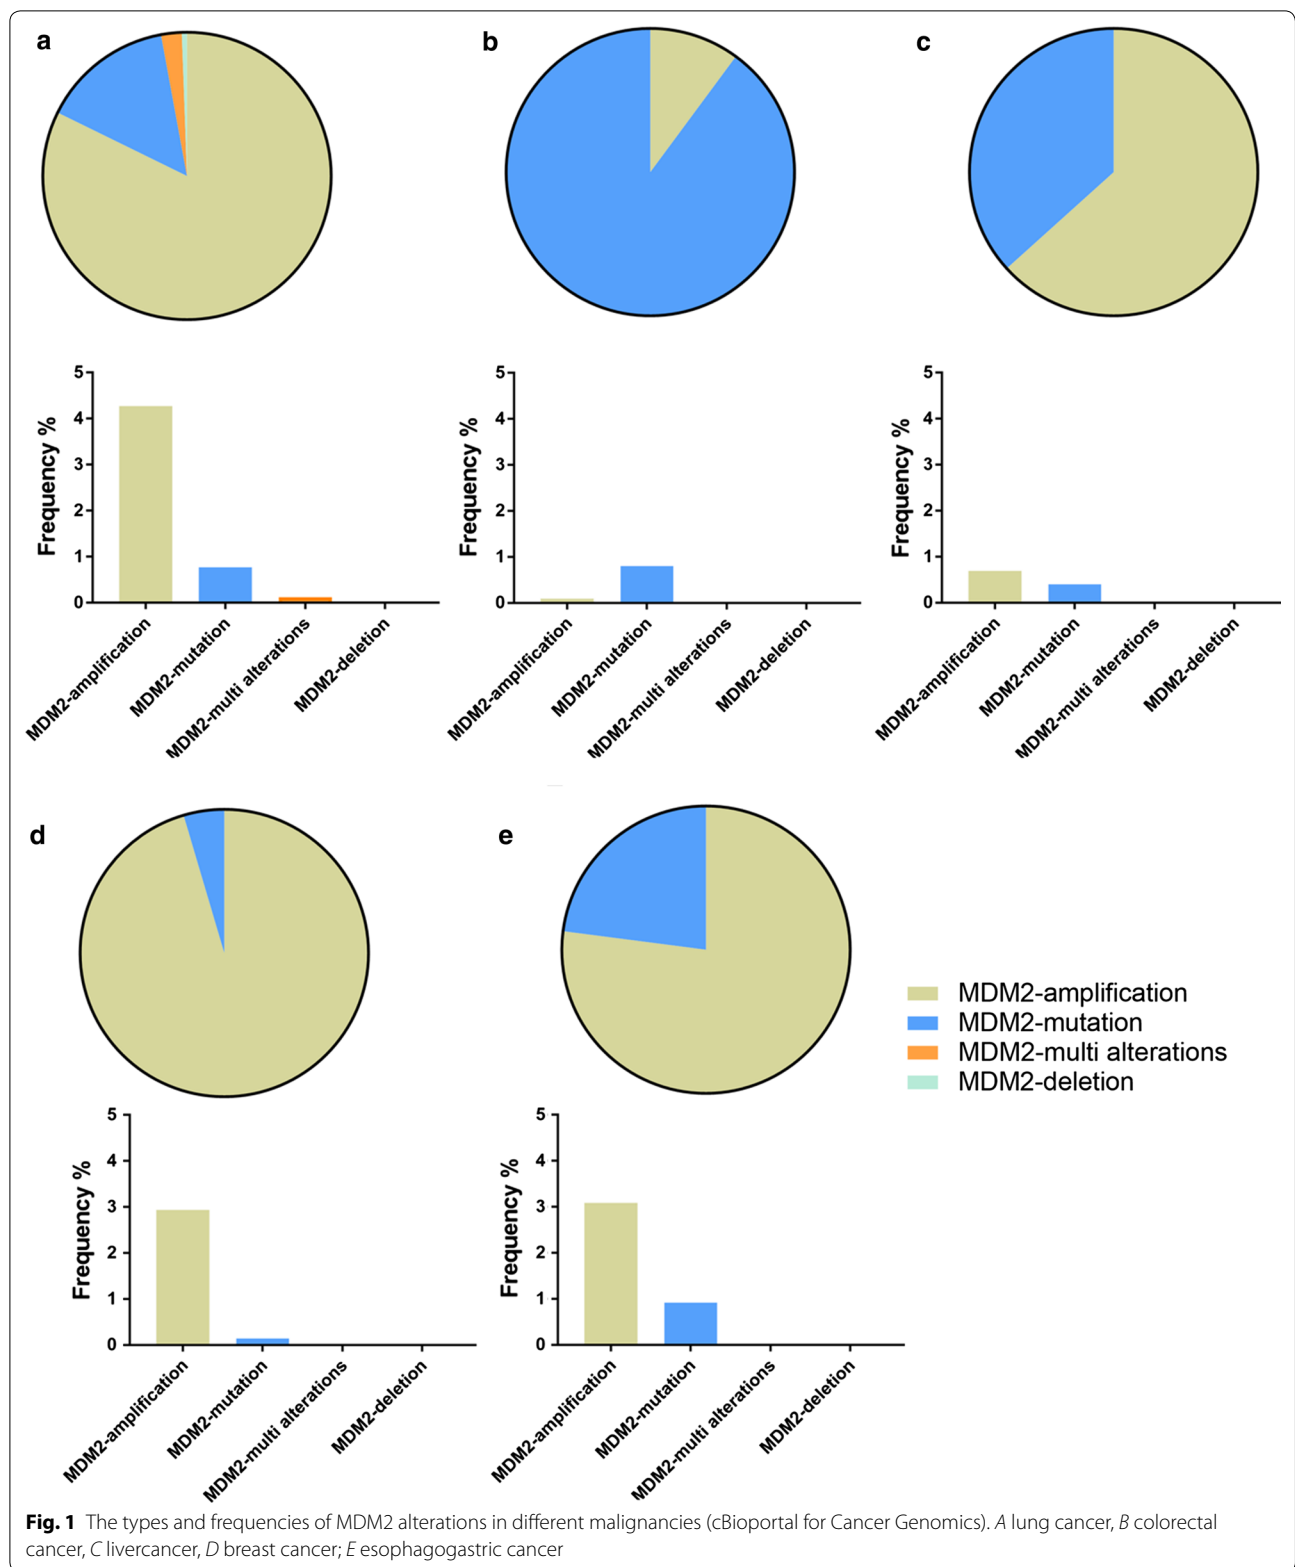 a
b
c
5
4
3
2
1
0
Frequency %
MDM2-amplification
MDM2-mutation
MDM2-multi alterations
MDM2-deletion
5
4
3
2
1
0
Frequency %
MDM2-amplification
MDM2-mutation
MDM2-multi alterations
MDM2-deletion
5
4
3
2
1
0
Frequency %
MDM2-amplification
MDM2-mutation
MDM2-multi alterations
MDM2-deletion
d
e
MDM2-amplification
MDM2-mutation
MDM2-multi alterations
MDM2-deletion
5
4
3
2
1
0
Frequency %
MDM2-amplification
MDM2-mutation
MDM2-multi alterations
MDM2-deletion
5
4
3
2
1
0
Frequency %
MDM2-amplification
MDM2-mutation
MDM2-multi alterations
MDM2-deletion
Fig. 1 The types and frequencies of MDM2 alterations in different malignancies (cBioportal for Cancer Genomics). A lung cancer, B colorectal
cancer, C livercancer, D breast cancer; E esophagogastric cancer